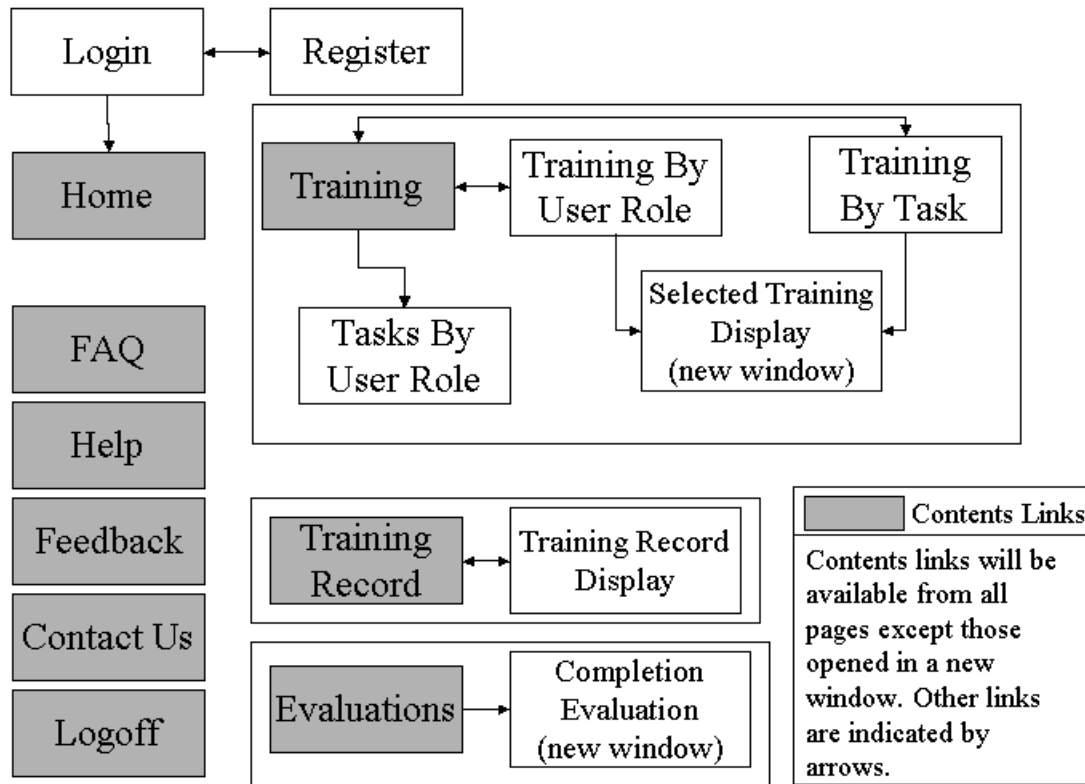 Login
Register
Home
Training
Training By
User Role
Training
By Task
Tasks By
User Role
Selected Training
Display
(new window)
FAQ
Help
Feedback
Contact Us
Logoff
Training
Record
Training Record
Display
Evaluations
Completion
Evaluation
(new window)
Contents Links
Contents links will be
available from all
pages except those
opened in a new
window. Other links
are indicated by
arrows.